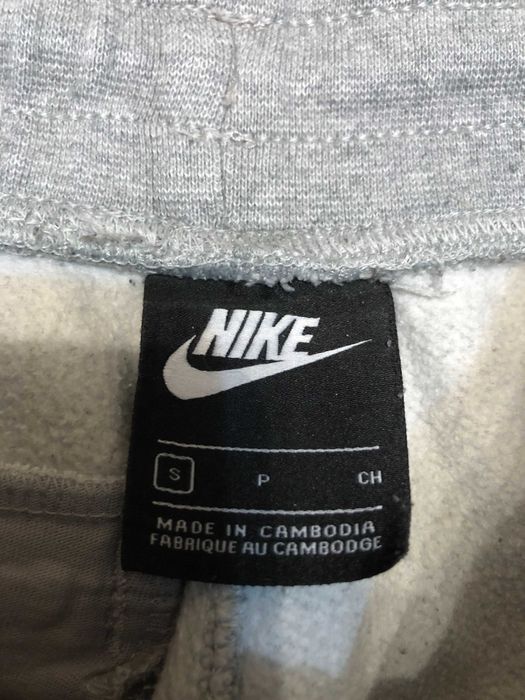 NIKE
S P CH
MADE IN CAMBODIA
FABRIQUE AU CAMBODGE